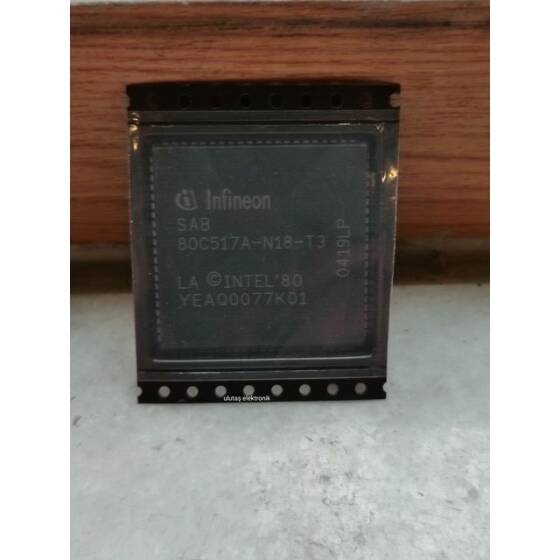 Infineon
SAB
80C517A-N18-T3
0419LP
LA ©INTEL'80
YEAQ0077K01
ulutaş elektronik